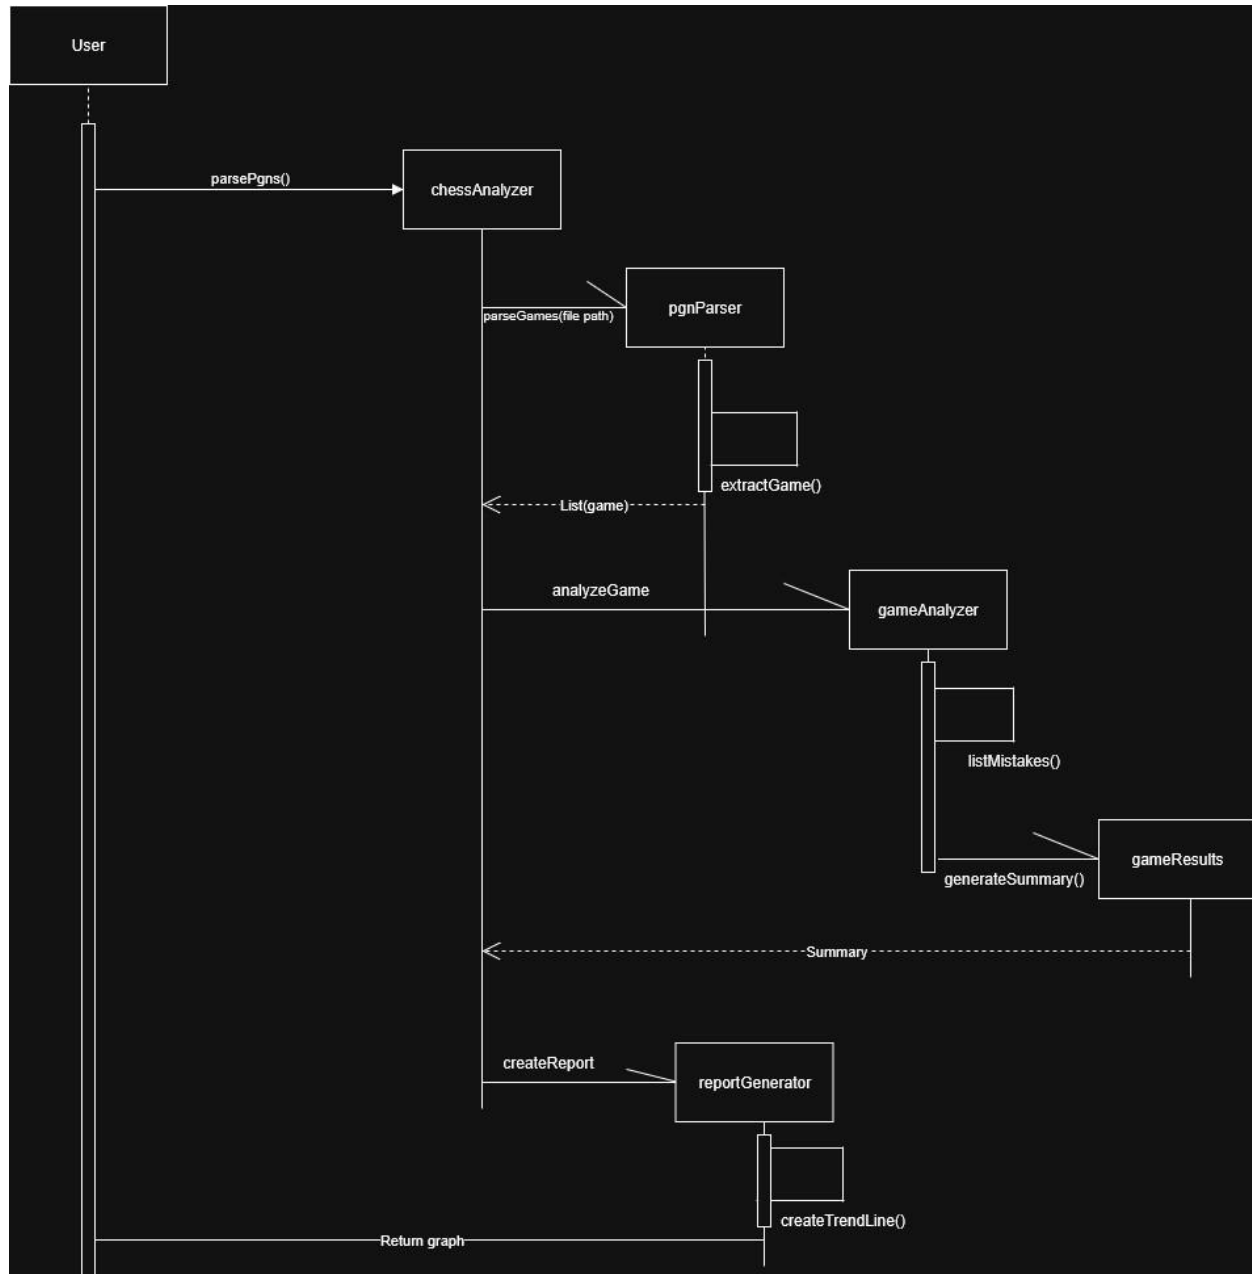 User
parsePgns()
chessAnalyzer
parseGames(file path)
pgnParser
extractGame()
List(game)
analyzeGame
gameAnalyzer
listMistakes()
gameResults
generateSummary()
Summary
createReport
reportGenerator
createTrendLine()
Return graph